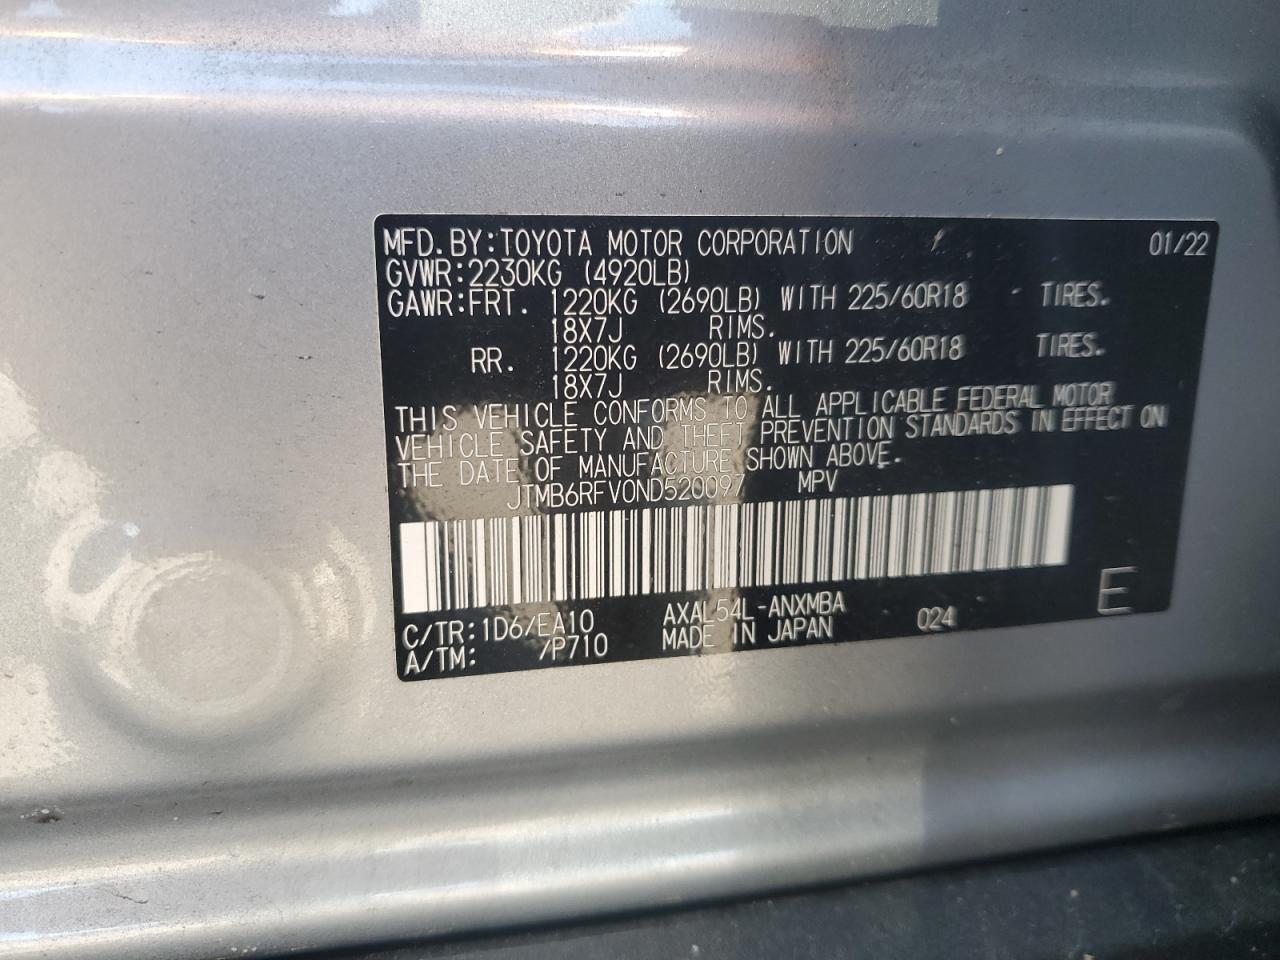 MFD.BY:TOYOTA MOTOR CORPORATION 01/22
GVWR:2230KG (4920LB)
GAWR:FRT. 1220KG (2690LB) WITH 225/60R18 TIRES.
18X7J RIMS.
RR. 1220KG (2690LB) WITH 225/60R18 TIRES.
18X7J RIMS.
THIS VEHICLE CONFORMS TO ALL APPLICABLE FEDERAL MOTOR
VEHICLE SAFETY AND THEFT PREVENTION STANDARDS IN EFFECT ON
THE DATE OF MANUFACTURE SHOWN ABOVE.
JTMB6RFV0ND520097 MPV
C/TR:1D6/EA10 AXAL54L-ANXMBA
A/TM: /P710 MADE IN JAPAN 024 E